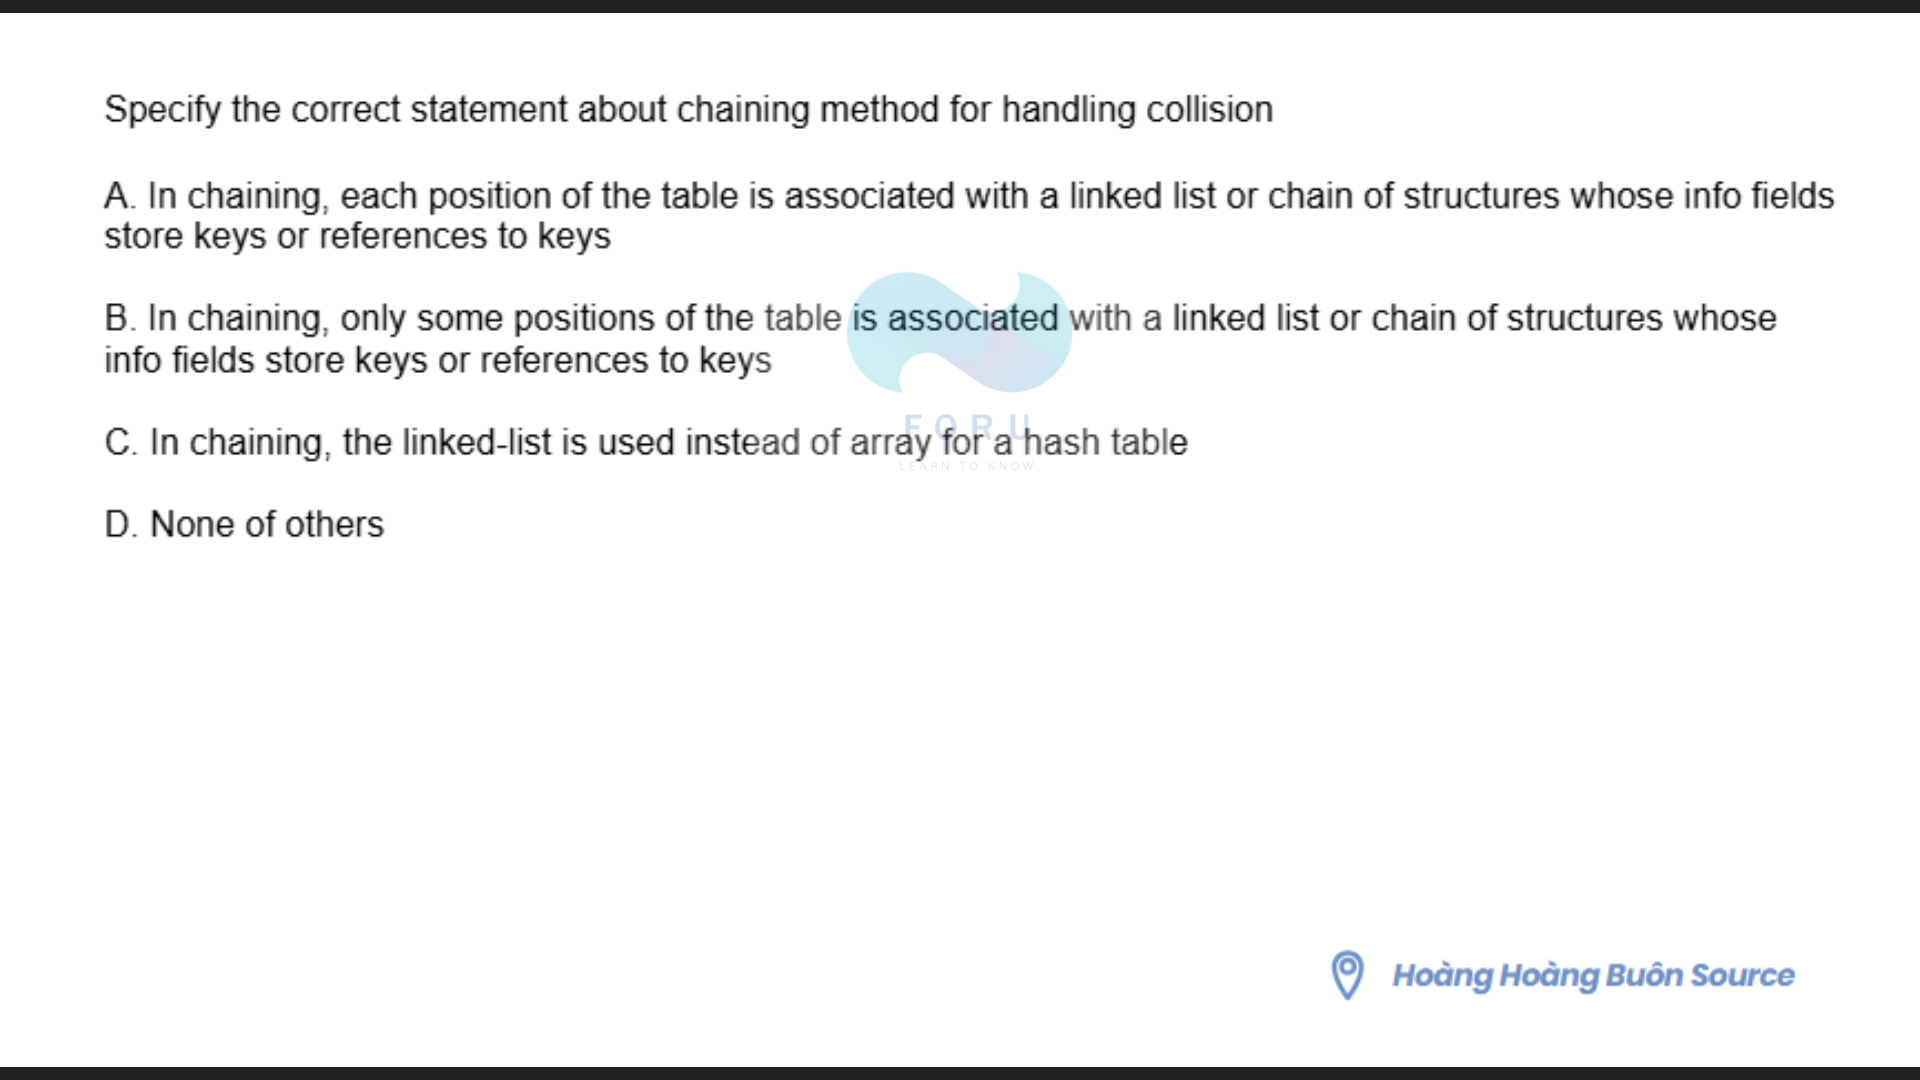 Specify the correct statement about chaining method for handling collision
A. In chaining, each position of the table is associated with a linked list or chain of structures whose info fields
store keys or references to keys
B. In chaining, only some positions of the table is associated with a linked list or chain of structures whose
info fields store keys or references to keys
FORU
C. In chaining, the linked-list is used instead of array for a hash table
LEARN TO KNOW
D. None of others
Hoàng Hoàng Buôn Source